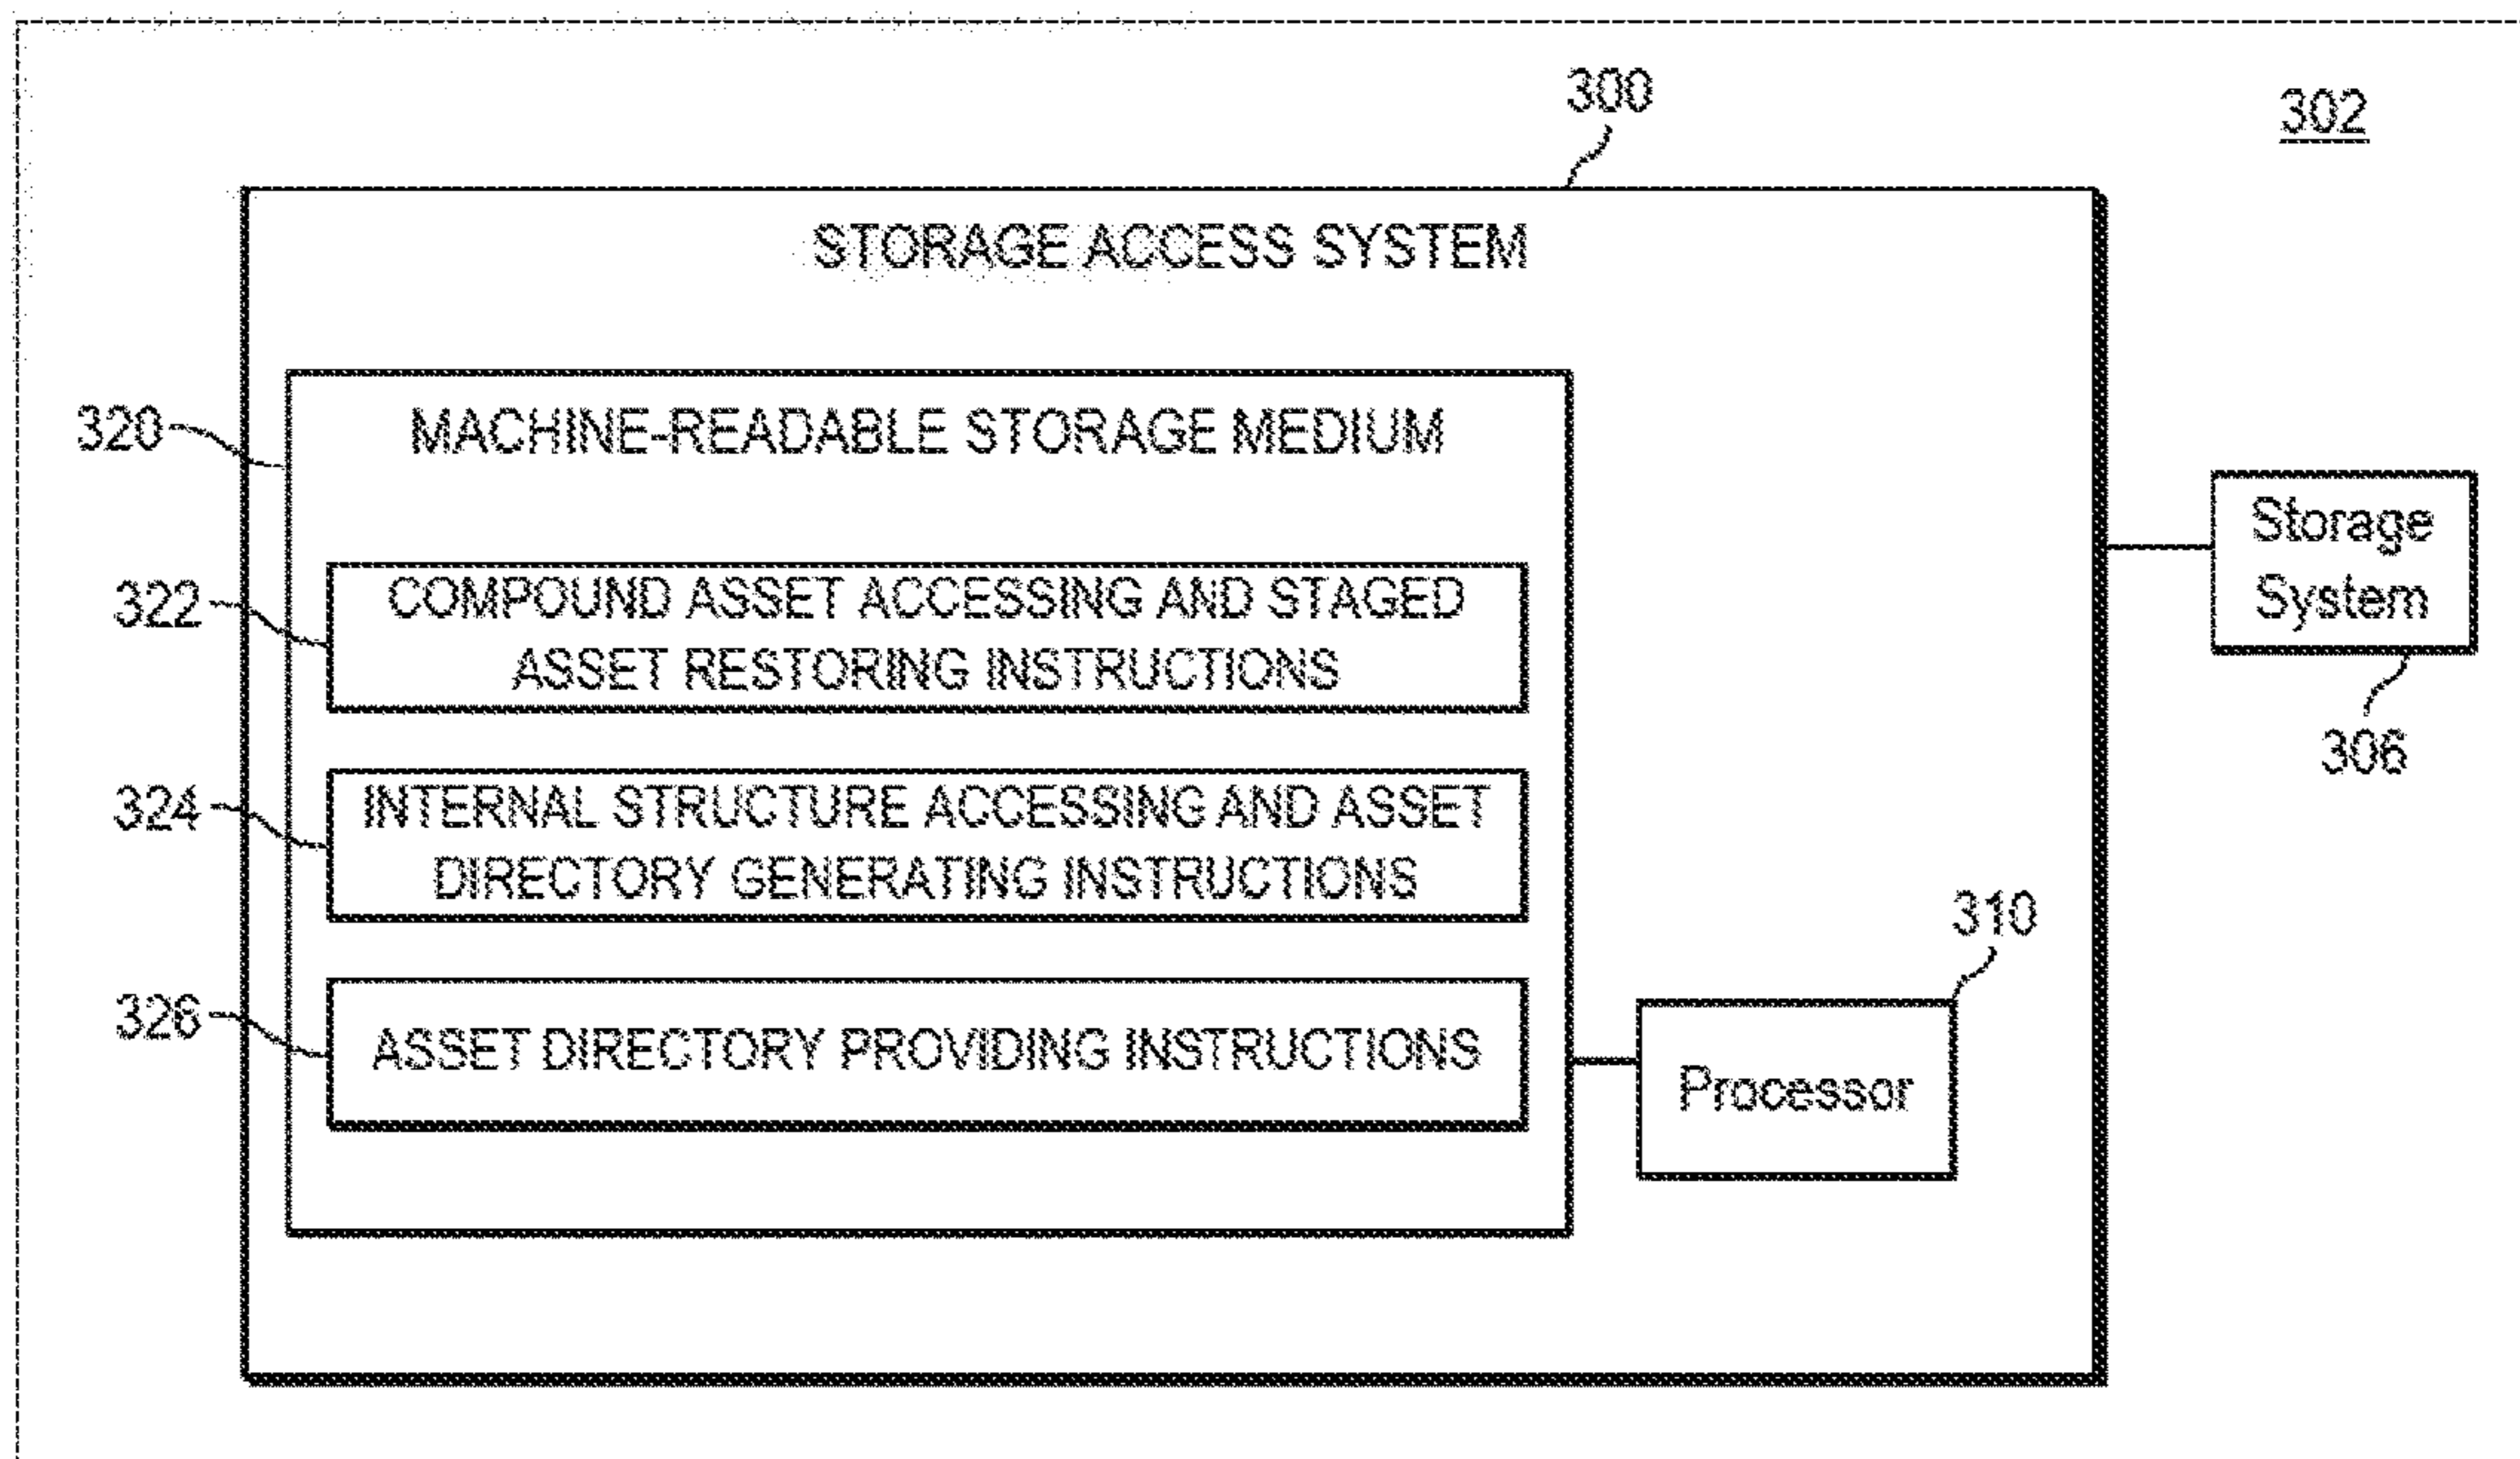 300
302
STORAGE ACCESS SYSTEM
320
MACHINE-READABLE STORAGE MEDIUM
Storage
System
306
322
COMPOUND ASSET ACCESSING AND STAGED
ASSET RESTORING INSTRUCTIONS
324
INTERNAL STRUCTURE ACCESSING AND ASSET
DIRECTORY GENERATING INSTRUCTIONS
310
326
ASSET DIRECTORY PROVIDING INSTRUCTIONS
Processor